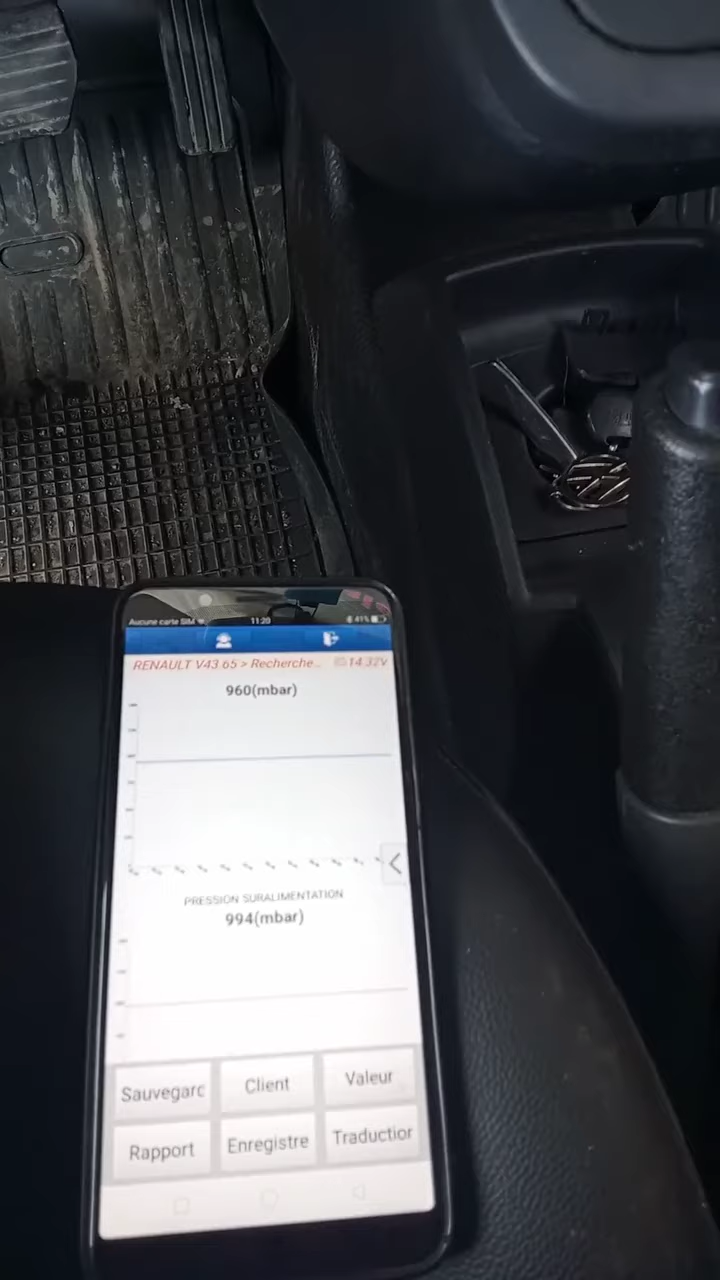 Aucune carte SIM 11:20 41%
RENAULT V43.65 > Recherche... 14.32V
960(mbar)
PRESSION SURALIMENTATION
994(mbar)
Sauvegarc Client Valeur
Rapport Enregistre Traduction